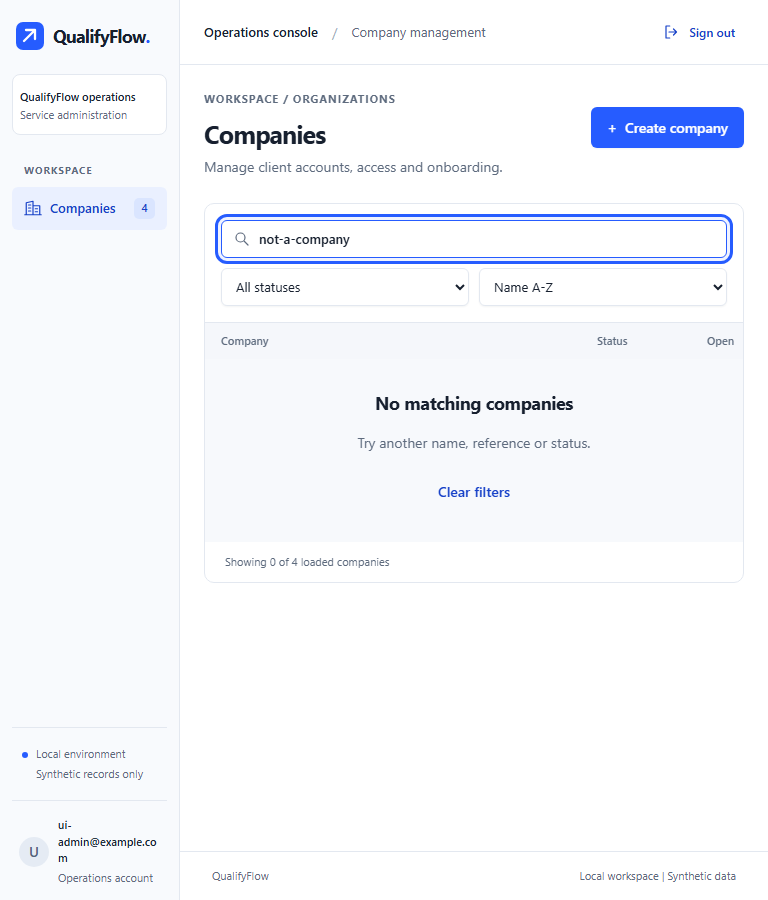 QualifyFlow.
QualifyFlow operations
Service administration
WORKSPACE
Companies 4
Local environment
Synthetic records only
U
ui-
admin@example.co
m
Operations account
Operations console / Company management
Sign out
WORKSPACE / ORGANIZATIONS
Companies
Manage client accounts, access and onboarding.
+ Create company
not-a-company
All statuses
Name A-Z
Company Status Open
No matching companies
Try another name, reference or status.
Clear filters
Showing 0 of 4 loaded companies
QualifyFlow
Local workspace | Synthetic data